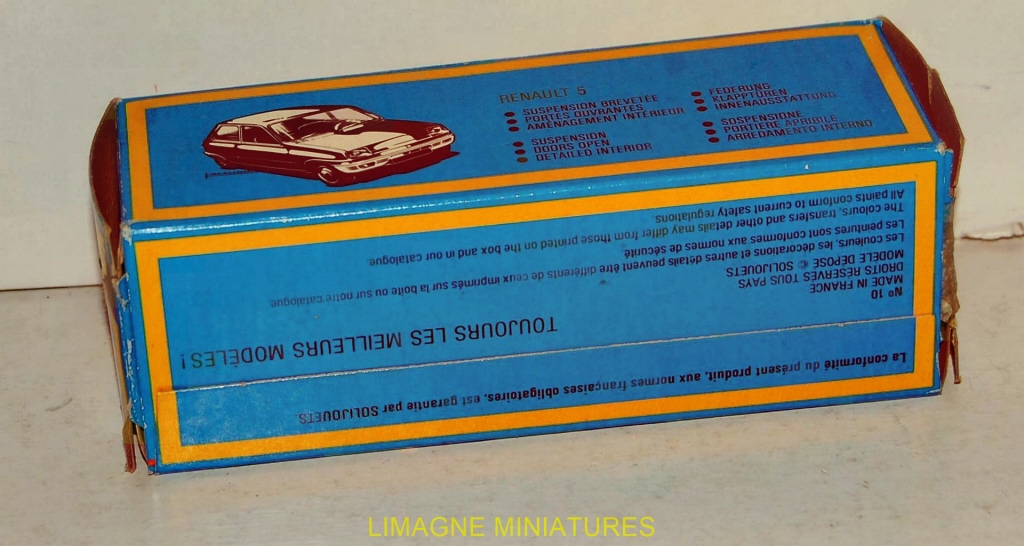 RENAULT 5
SUSPENSION BREVETÉE
PORTES OUVRANTES
AMÉNAGEMENT INTÉRIEUR
SUSPENSION
DOORS OPEN
DETAILED INTERIOR
FEDERUNG
KLAPPTÜREN
INNENAUSSTATTUNG
SOSPENSIONE
PORTIERE APRIBILE
ARREDAMENTO INTERNO
La conformité du présent produit, aux normes françaises obligatoires, est garantie par SOLIJOUETS.
TOUJOURS LES MEILLEURS MODÈLES !
Nº 10
MADE IN FRANCE
DROITS RÉSERVÉS TOUS PAYS
MODÈLE DÉPOSÉ © SOLIJOUETS
Les couleurs, les décorations et autres détails peuvent être différents de ceux imprimés sur la boîte ou sur notre catalogue.
Les peintures sont conformes aux normes de sécurité.
The colours, transfers and other details may differ from those printed on the box and in our catalogue.
All paints conform to current safety regulations.
LIMAGNE MINIATURES